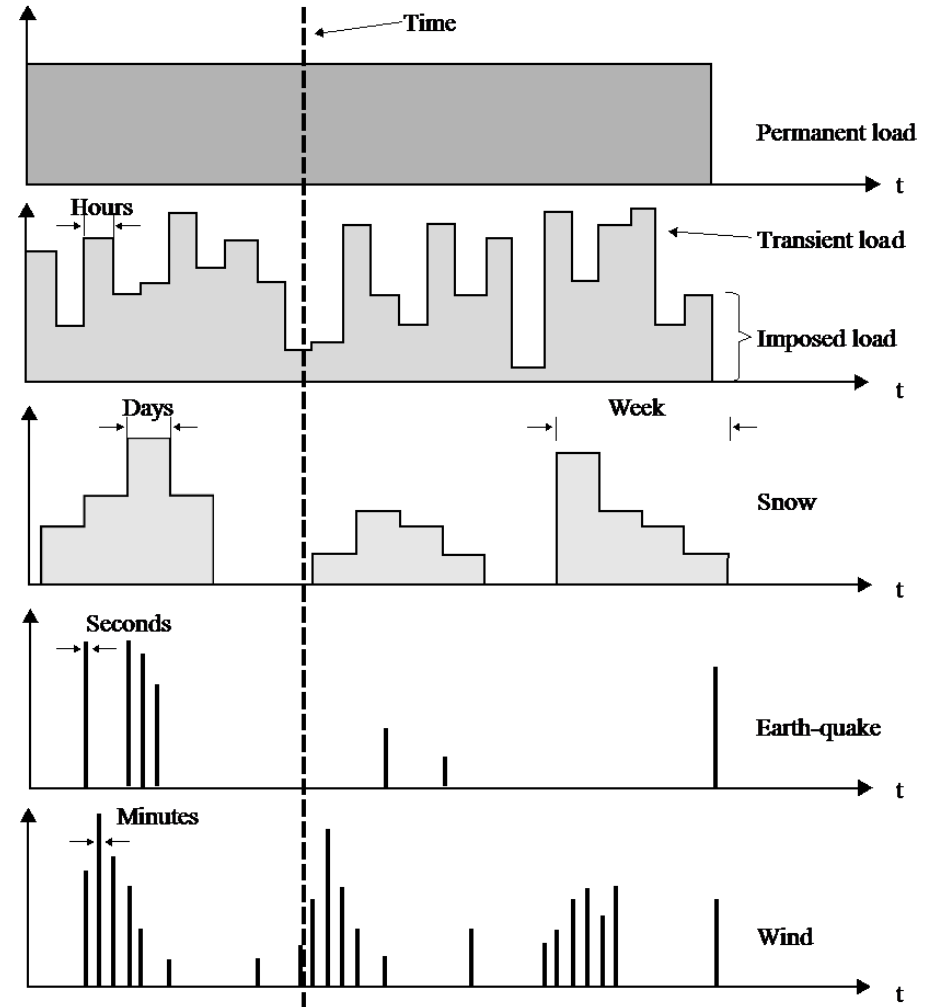 Time
Permanent load
t
Hours
Transient load
Imposed load
t
Days
Week
Snow
t
Seconds
Earth-quake
t
Minutes
Wind
t